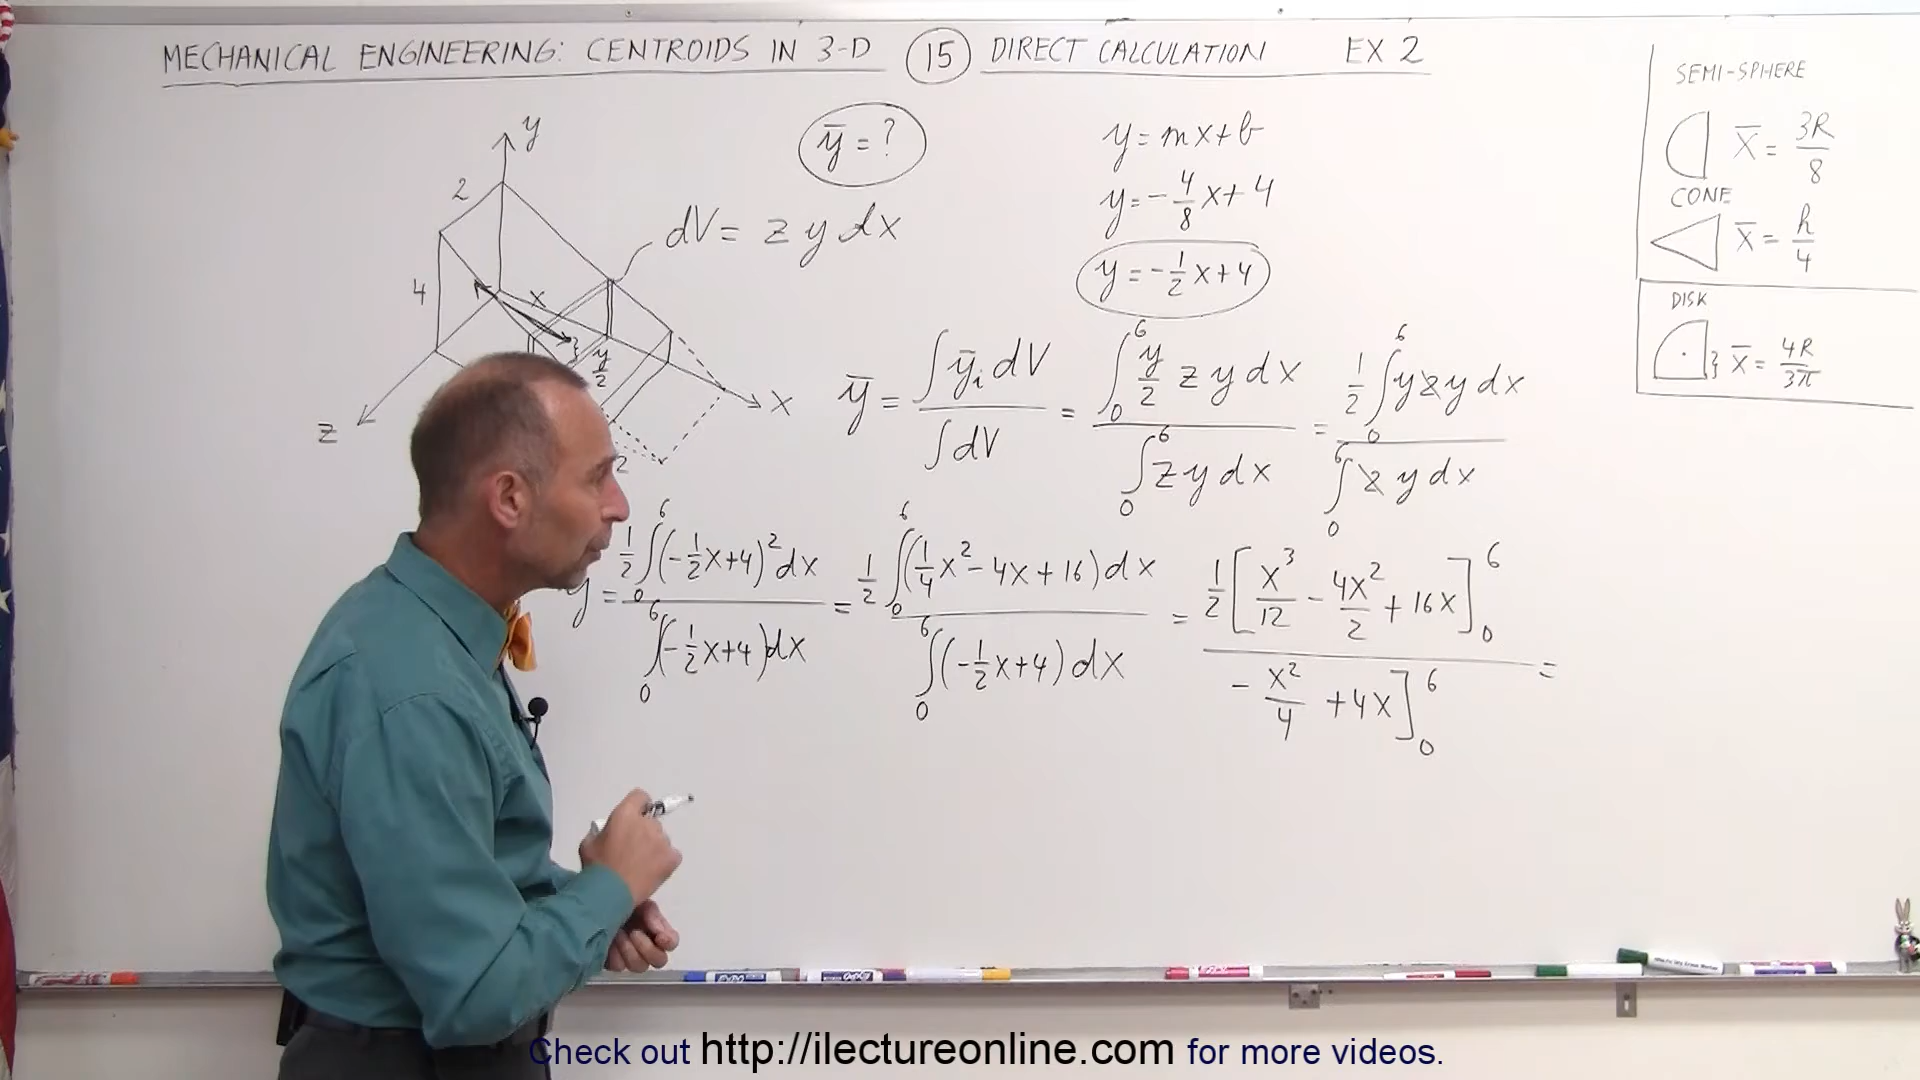 MECHANICAL ENGINEERING: CENTROIDS IN 3-D (15) DIRECT CALCULATION EX 2
y
2
4
x
y/2
z
x
2
ȳ = ?
dV = z y dx
y = mx+b
y = -4/8 x + 4
y = -1/2 x + 4
ȳ = ∫ȳᵢ dV / ∫dV = ∫₀⁶ y/2 z y dx / ∫₀⁶ z y dx = 1/2 ∫₀⁶ y z y dx / ∫₀⁶ z y dx
y = 1/2 ∫₀⁶ (-1/2 x+4)² dx / ∫₀⁶ (-1/2 x+4) dx = 1/2 ∫₀⁶ (1/4 x² - 4x + 16) dx / ∫₀⁶ (-1/2 x+4) dx = 1/2 [x³/12 - 4x²/2 + 16x]₀⁶ / -x²/4 + 4x]₀⁶ =
SEMI-SPHERE
x̄ = 3R/8
CONE
x̄ = h/4
DISK
} x̄ = 4R/3π
Check out http://ilectureonline.com for more videos.